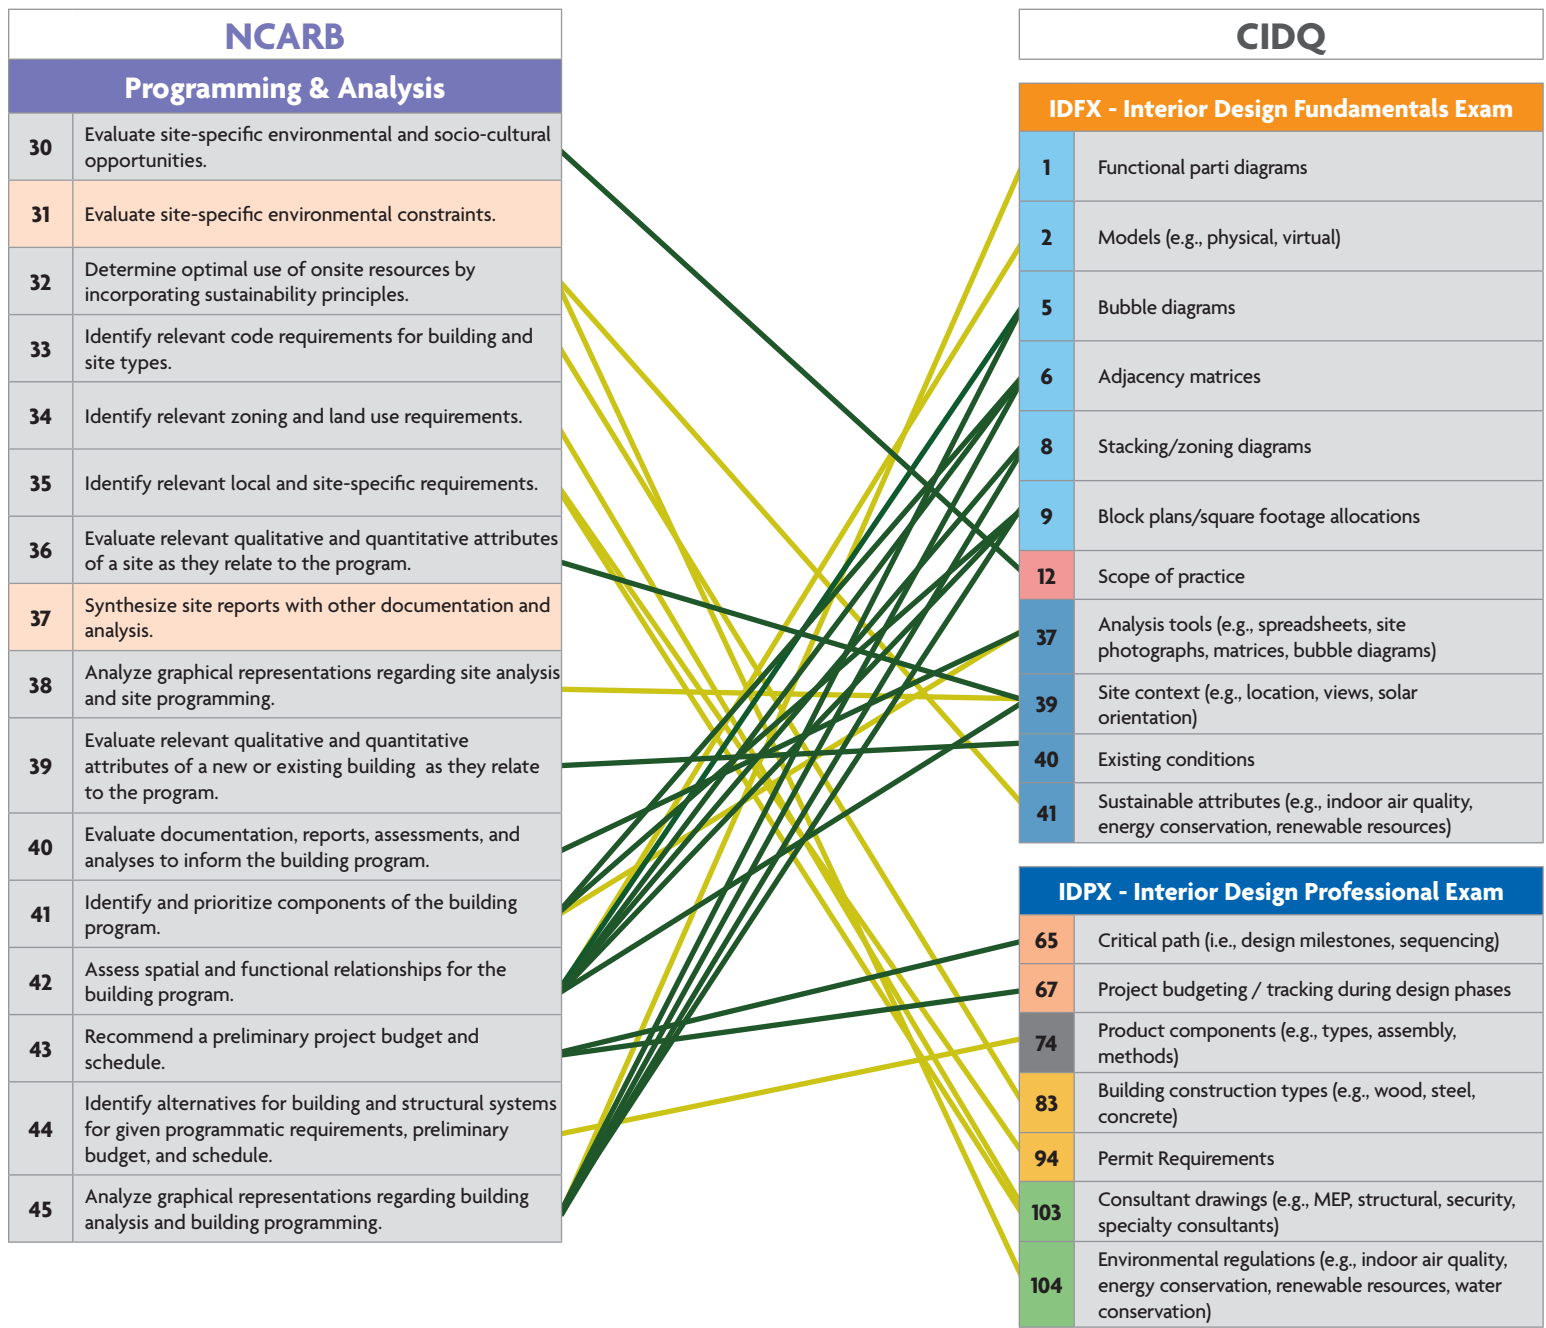 NCARB
Programming & Analysis
30
Evaluate site-specific environmental and socio-cultural
opportunities.
31
Evaluate site-specific environmental constraints.
32
Determine optimal use of onsite resources by
incorporating sustainability principles.
33
Identify relevant code requirements for building and
site types.
34
Identify relevant zoning and land use requirements.
35
Identify relevant local and site-specific requirements.
36
Evaluate relevant qualitative and quantitative attributes
of a site as they relate to the program.
37
Synthesize site reports with other documentation and
analysis.
38
Analyze graphical representations regarding site analysis
and site programming.
39
Evaluate relevant qualitative and quantitative
attributes of a new or existing building as they relate
to the program.
40
Evaluate documentation, reports, assessments, and
analyses to inform the building program.
41
Identify and prioritize components of the building
program.
42
Assess spatial and functional relationships for the
building program.
43
Recommend a preliminary project budget and
schedule.
44
Identify alternatives for building and structural systems
for given programmatic requirements, preliminary
budget, and schedule.
45
Analyze graphical representations regarding building
analysis and building programming.
CIDQ
IDFX - Interior Design Fundamentals Exam
1
Functional parti diagrams
2
Models (e.g., physical, virtual)
5
Bubble diagrams
6
Adjacency matrices
8
Stacking/zoning diagrams
9
Block plans/square footage allocations
12
Scope of practice
37
Analysis tools (e.g., spreadsheets, site
photographs, matrices, bubble diagrams)
39
Site context (e.g., location, views, solar
orientation)
40
Existing conditions
41
Sustainable attributes (e.g., indoor air quality,
energy conservation, renewable resources)
IDPX - Interior Design Professional Exam
65
Critical path (i.e., design milestones, sequencing)
67
Project budgeting / tracking during design phases
74
Product components (e.g., types, assembly,
methods)
83
Building construction types (e.g., wood, steel,
concrete)
94
Permit Requirements
103
Consultant drawings (e.g., MEP, structural, security,
specialty consultants)
104
Environmental regulations (e.g., indoor air quality,
energy conservation, renewable resources, water
conservation)